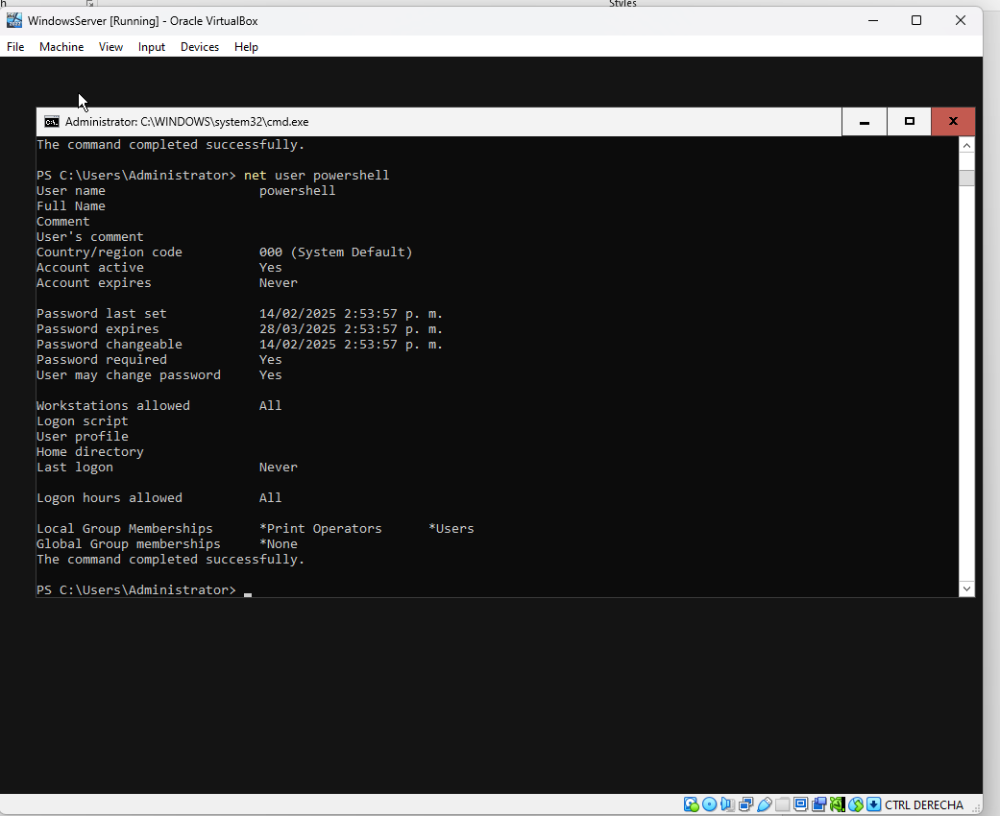 Styles
WindowsServer [Running] - Oracle VirtualBox
File Machine View Input Devices Help
Administrator: C:\WINDOWS\system32\cmd.exe
The command completed successfully.
PS C:\Users\Administrator> net user powershell
User name powershell
Full Name
Comment
User's comment
Country/region code 000 (System Default)
Account active Yes
Account expires Never
Password last set 14/02/2025 2:53:57 p. m.
Password expires 28/03/2025 2:53:57 p. m.
Password changeable 14/02/2025 2:53:57 p. m.
Password required Yes
User may change password Yes
Workstations allowed All
Logon script
User profile
Home directory
Last logon Never
Logon hours allowed All
Local Group Memberships *Print Operators *Users
Global Group memberships *None
The command completed successfully.
PS C:\Users\Administrator>
CTRL DERECHA